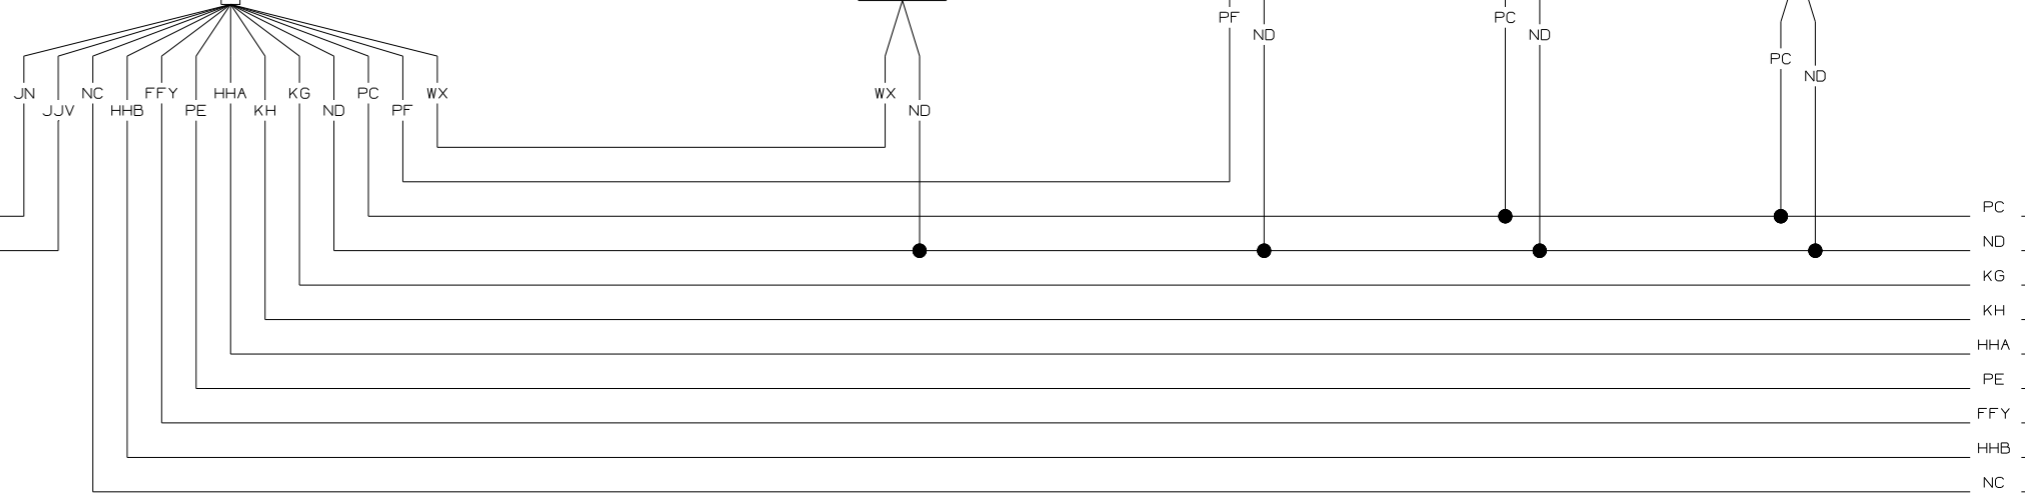 PF PC
ND ND
PC
ND
JN NC FFY HHA KG PC WX WX
JJV HHB PE KH ND PF ND
PC
ND
KG
KH
HHA
PE
FFY
HHB
NC